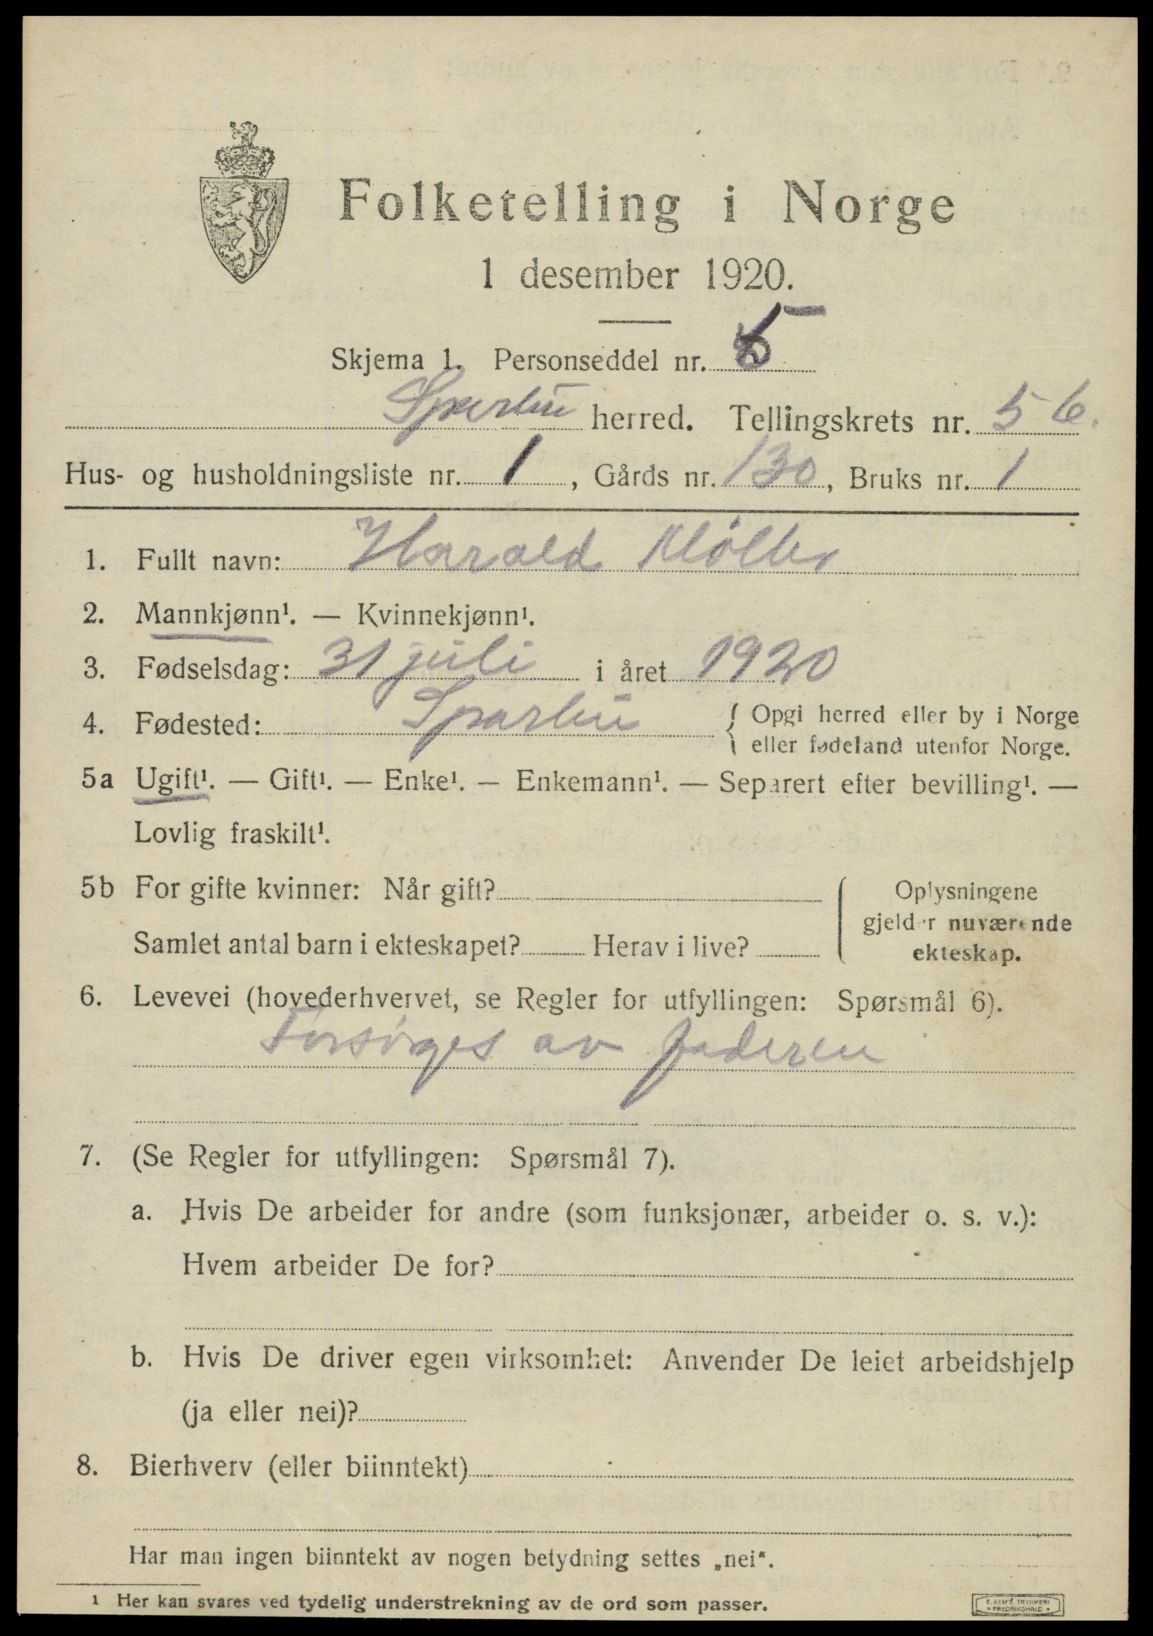 Folketelling i Norge
1 desember 1920.
Skjema 1. Personseddel nr. 5
Sparbu herred. Tellingskrets nr. 5 b.
Hus- og husholdningsliste nr. 1, Gårds nr. 130, Bruks nr. 1
1. Fullt navn: Harald Möller
2. Mannkjønn¹. — Kvinnekjønn¹.
3. Fødselsdag: 31 juli i året 1920
4. Fødested: Sparbu { Opgi herred eller by i Norge
eller fødeland utenfor Norge.
5a Ugift¹. — Gift¹. — Enke¹. — Enkemann¹. — Separert efter bevilling¹. —
Lovlig fraskilt¹.
5b For gifte kvinner: Når gift?
Samlet antal barn i ekteskapet? Herav i live?
{ Oplysningene
gjelder nuværende
ekteskap.
6. Levevei (hovederhvervet, se Regler for utfyllingen: Spørsmål 6).
Forsörges av faderen
7. (Se Regler for utfyllingen: Spørsmål 7).
a. Hvis De arbeider for andre (som funksjonær, arbeider o. s. v.):
Hvem arbeider De for?
b. Hvis De driver egen virksomhet: Anvender De leiet arbeidshjelp
(ja eller nei)?
8. Bierhverv (eller biinntekt)
Har man ingen biinntekt av nogen betydning settes „nei“.
1 Her kan svares ved tydelig understrekning av de ord som passer.